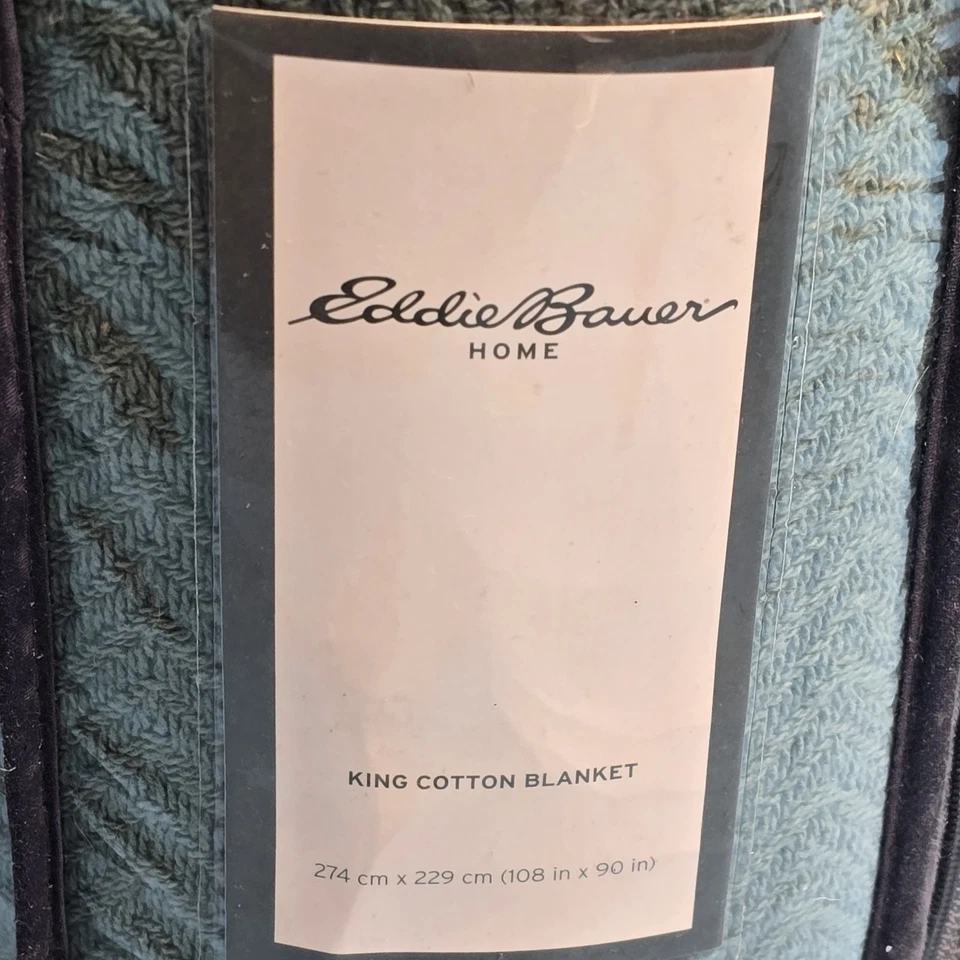 Eddie Bauer
HOME
KING COTTON BLANKET
274 cm x 229 cm (108 in x 90 in)